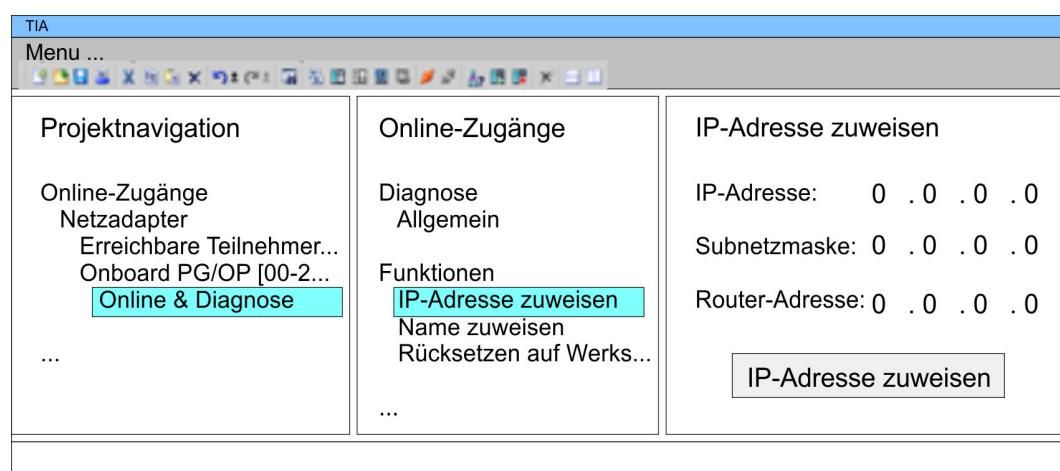 TIA
Menu ...
Projektnavigation
Online-Zugänge
Netzadapter
Erreichbare Teilnehmer...
Onboard PG/OP [00-2...
Online & Diagnose
...
Online-Zugänge
Diagnose
Allgemein
Funktionen
IP-Adresse zuweisen
Name zuweisen
Rücksetzen auf Werks...
...
IP-Adresse zuweisen
IP-Adresse: 0 . 0 . 0 . 0
Subnetzmaske: 0 . 0 . 0 . 0
Router-Adresse: 0 . 0 . 0 . 0
IP-Adresse zuweisen